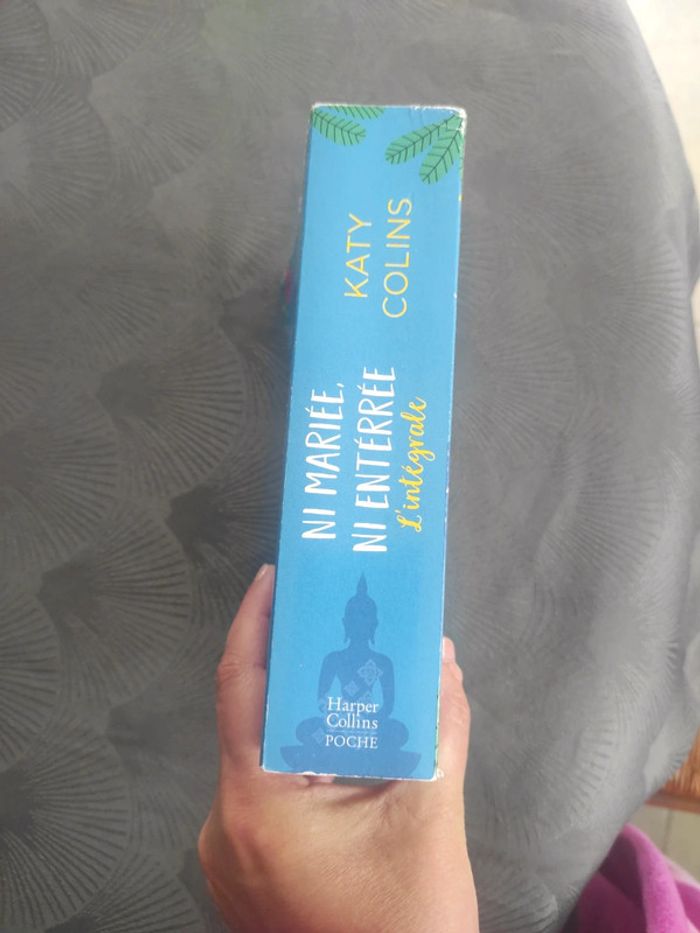 KATY
COLINS
NI MARIÉE,
NI ENTÉRRÉE
L'intégrale
Harper
Collins
POCHE